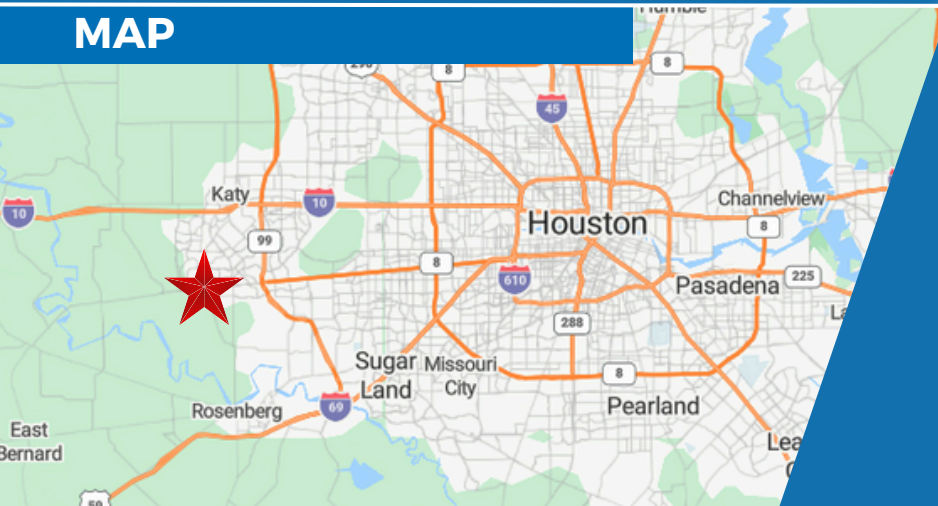 MAP
Humble
290
8
8
45
Katy
10
10
Channelview
Houston
8
99
8
610
Pasadena
225
288
Sugar
Land
Missouri
City
8
Pearland
69
Rosenberg
East
Bernard
59